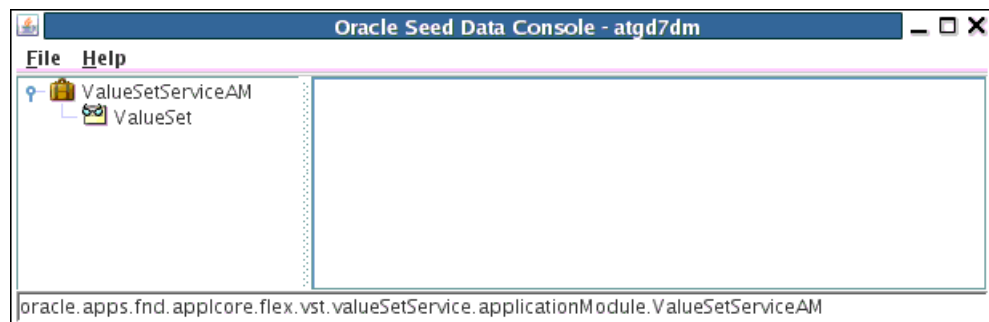 Oracle Seed Data Console - atgd7dm
File Help
ValueSetServiceAM
ValueSet
oracle.apps.fnd.applcore.flex.vst.valueSetService.applicationModule.ValueSetServiceAM